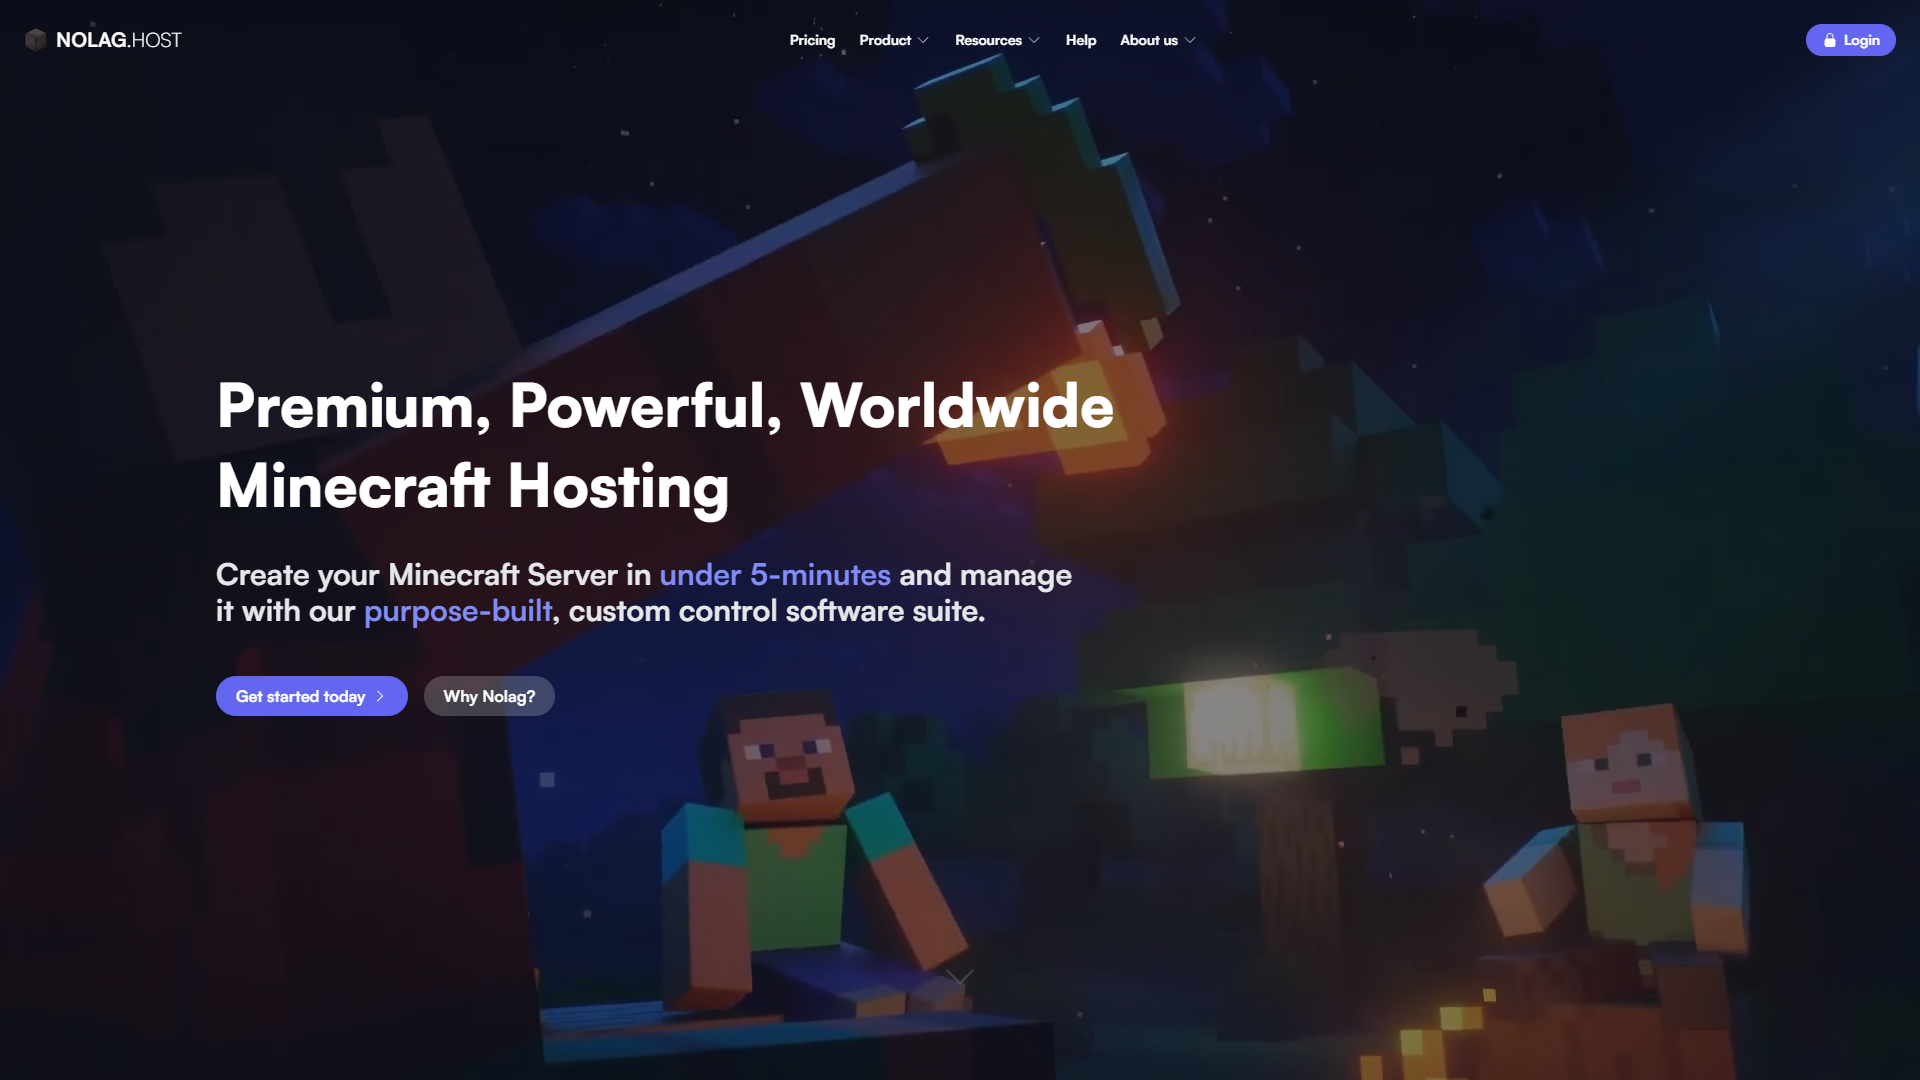 NOLAG.HOST
Pricing Product Resources Help About us
Login
Premium, Powerful, Worldwide
Minecraft Hosting
Create your Minecraft Server in under 5-minutes and manage
it with our purpose-built, custom control software suite.
Get started today
Why Nolag?